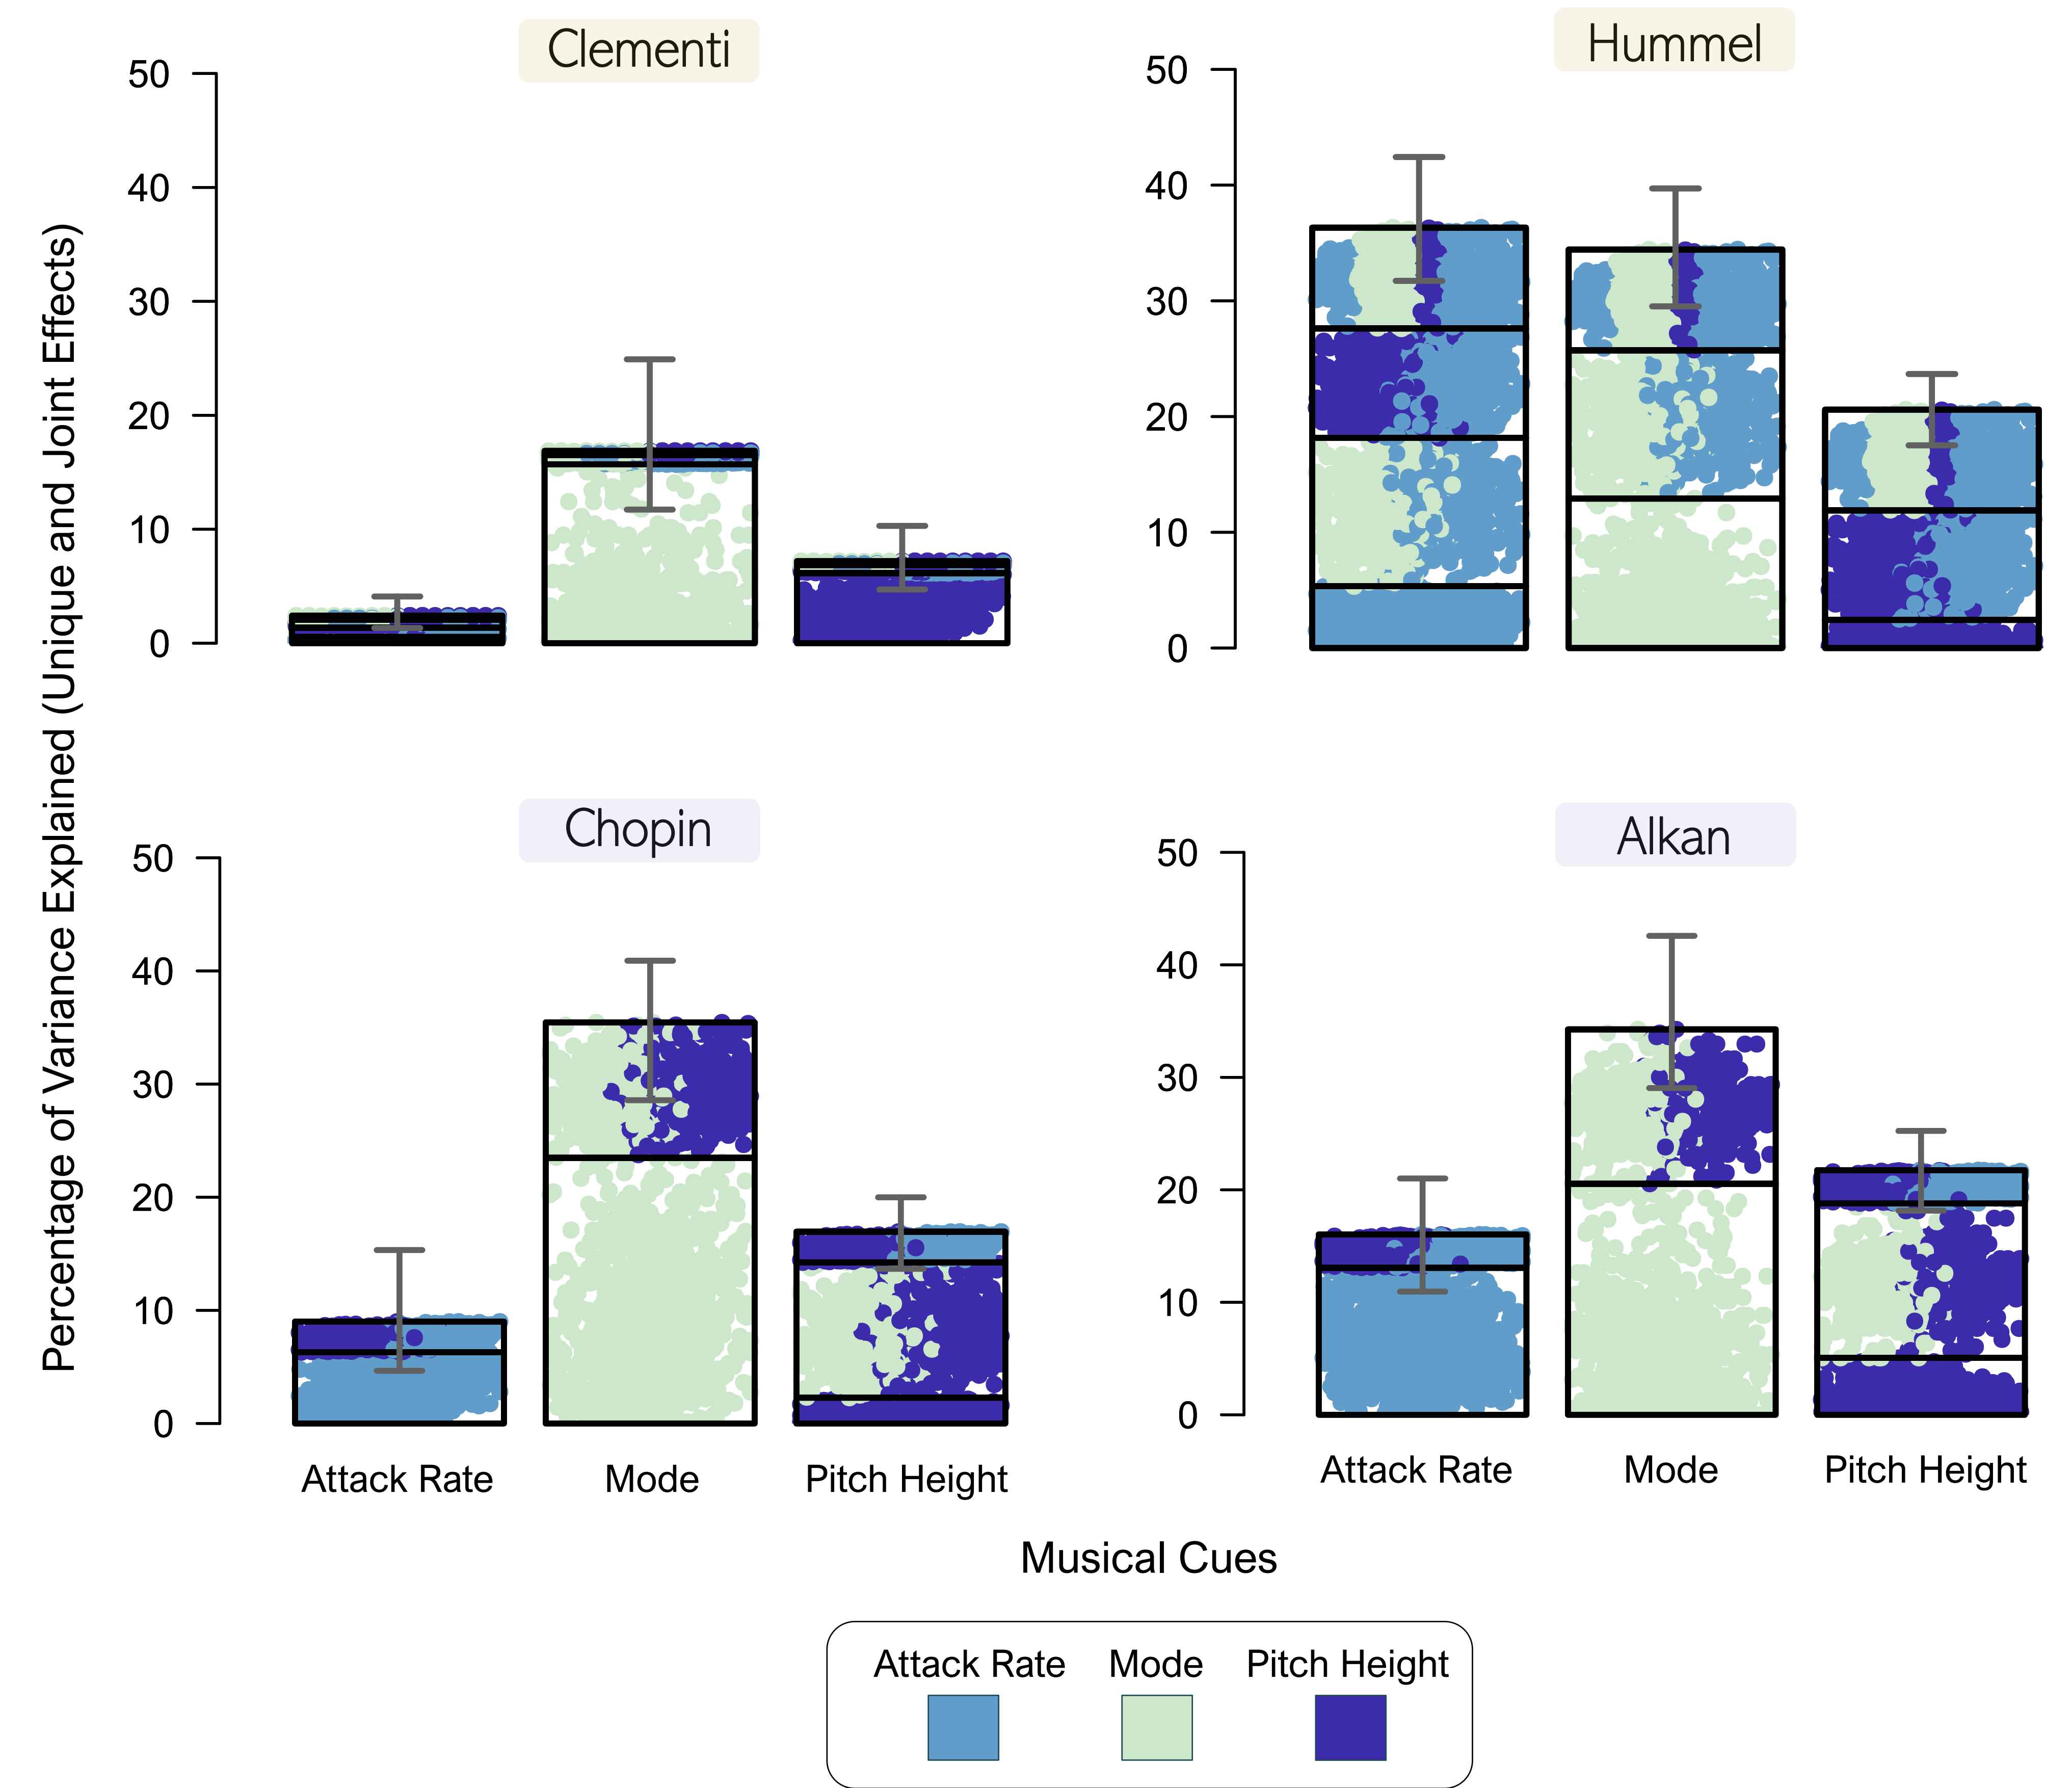 Clementi
Hummel
50
40
30
20
10
0
50
40
30
20
10
0
Percentage of Variance Explained (Unique and Joint Effects)
Chopin
Alkan
50
40
30
20
10
0
50
40
30
20
10
0
Attack Rate Mode Pitch Height
Attack Rate Mode Pitch Height
Musical Cues
Attack Rate Mode Pitch Height